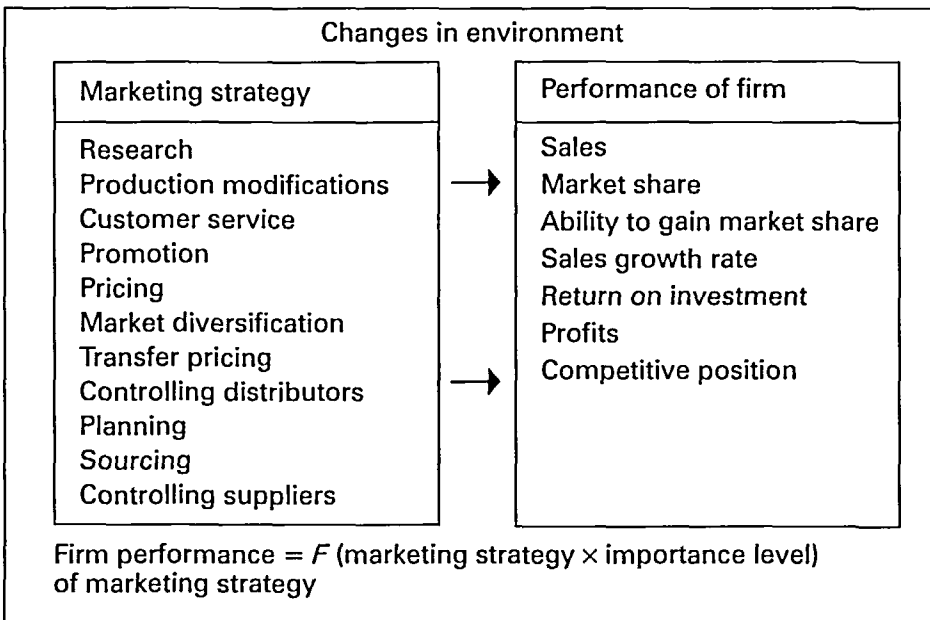 Changes in environment
Marketing strategy
Research
Production modifications
Customer service
Promotion
Pricing
Market diversification
Transfer pricing
Controlling distributors
Planning
Sourcing
Controlling suppliers
Performance of firm
Sales
Market share
Ability to gain market share
Sales growth rate
Return on investment
Profits
Competitive position
Firm performance = F (marketing strategy × importance level)
of marketing strategy